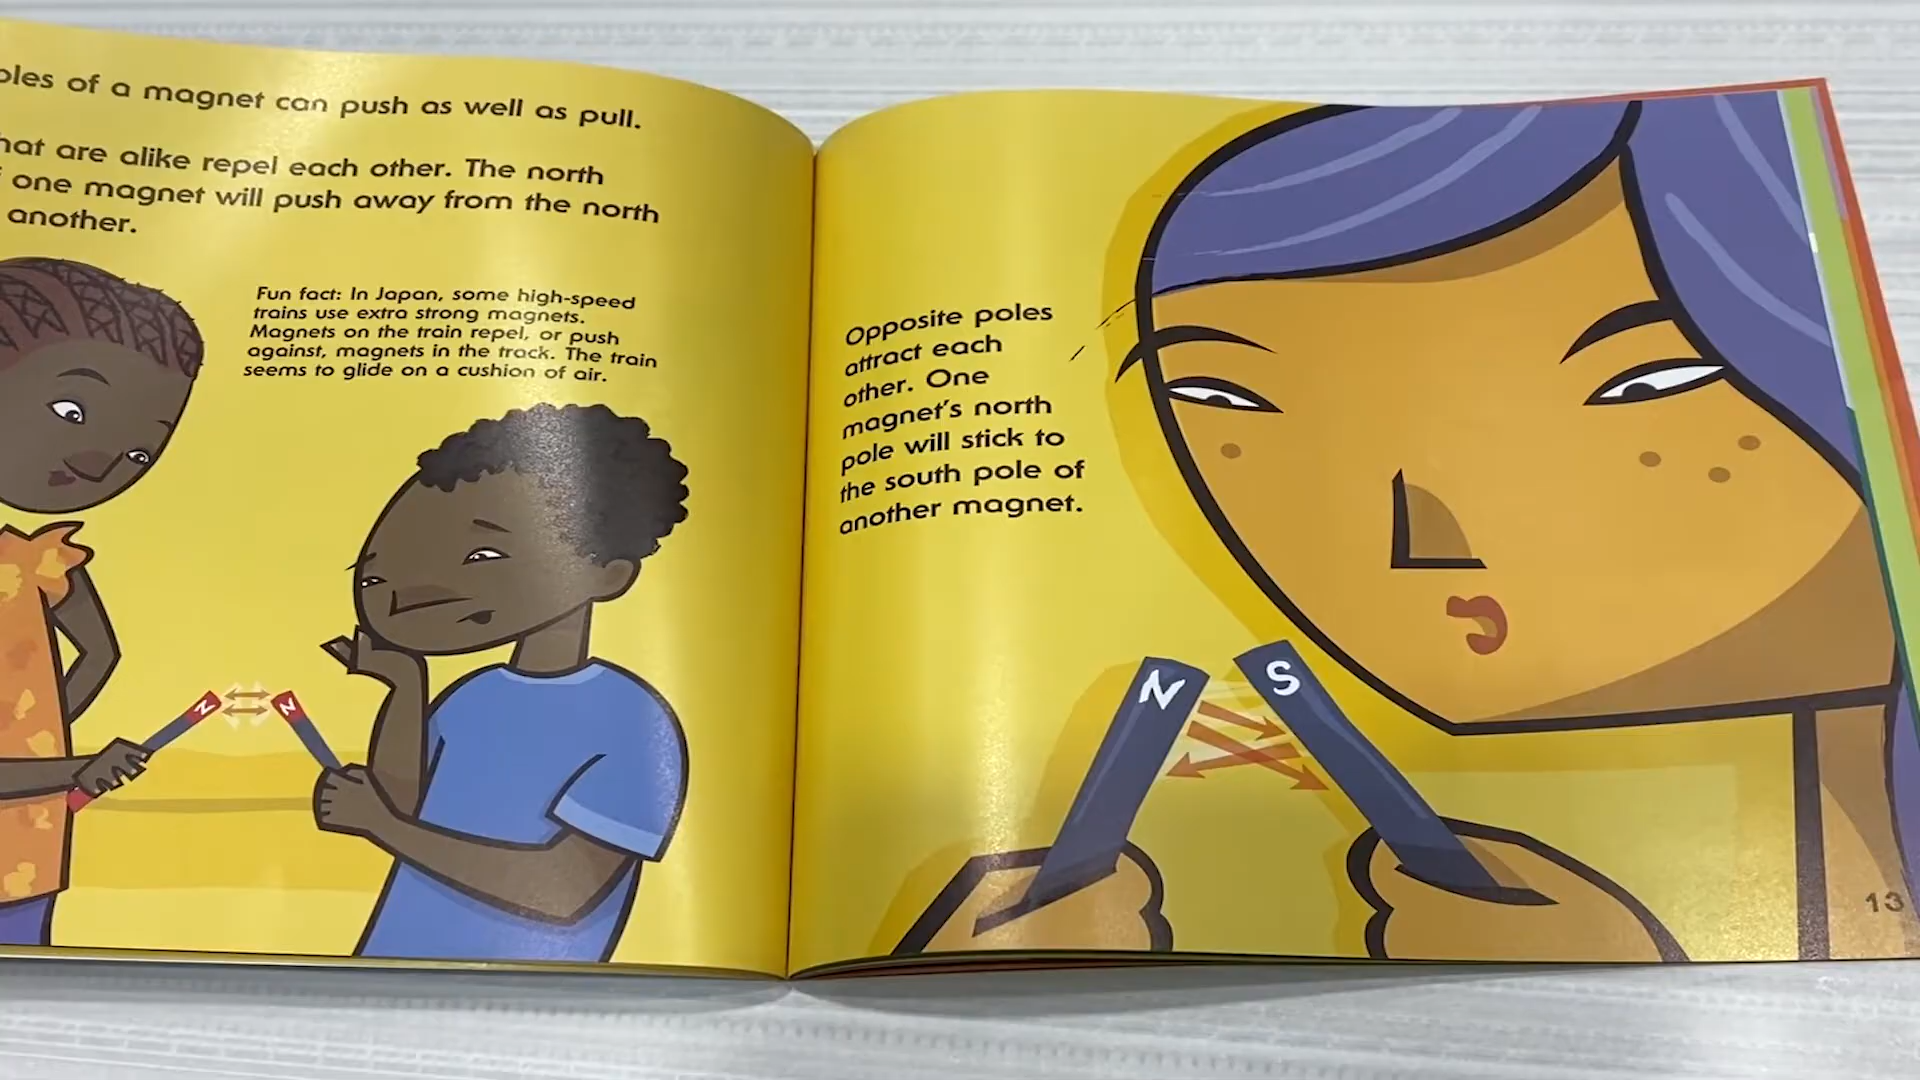 oles of a magnet can push as well as pull.
hat are alike repel each other. The north
one magnet will push away from the north
another.
Fun fact: In Japan, some high-speed
trains use extra strong magnets.
Magnets on the train repel, or push
against, magnets in the track. The train
seems to glide on a cushion of air.
N N
Opposite poles
attract each
other. One
magnet's north
pole will stick to
the south pole of
another magnet.
N S
13